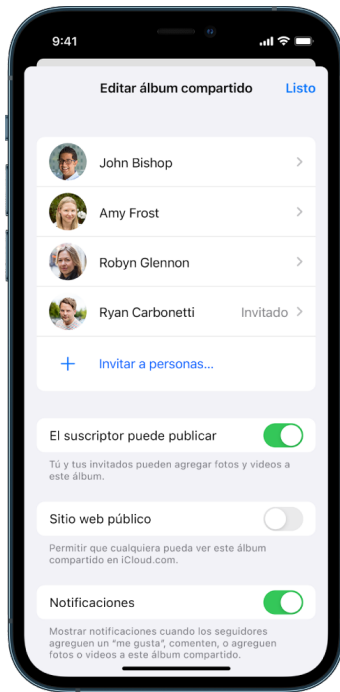 9:41
Editar álbum compartido Listo
John Bishop
Amy Frost
Robyn Glennon
Ryan Carbonetti Invitado
Invitar a personas...
El suscriptor puede publicar
Tú y tus invitados pueden agregar fotos y videos a
este álbum.
Sitio web público
Permitir que cualquiera pueda ver este álbum
compartido en iCloud.com.
Notificaciones
Mostrar notificaciones cuando los seguidores
agreguen un “me gusta”, comenten, o agreguen
fotos o videos a este álbum compartido.